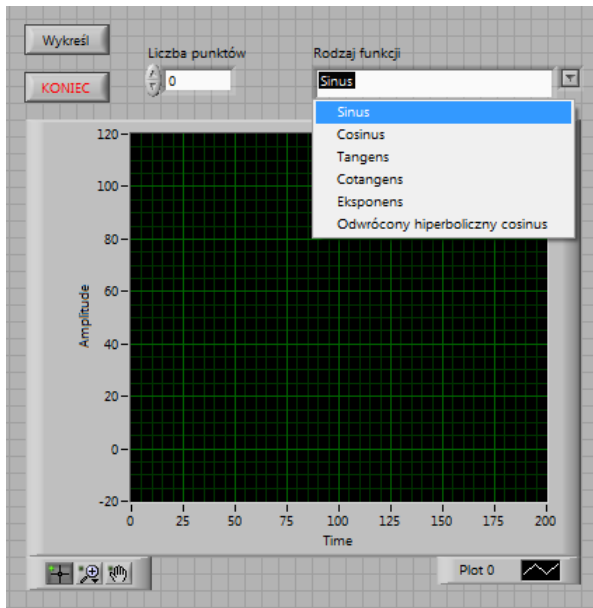 Wykreśl
Liczba punktów
Rodzaj funkcji
KONIEC
0
Sinus
Sinus
Cosinus
Tangens
Cotangens
Eksponens
Odwrócony hiperboliczny cosinus
120
100
80
60
40
20
0
-20
Amplitude
0 25 50 75 100 125 150 175 200
Time
Plot 0